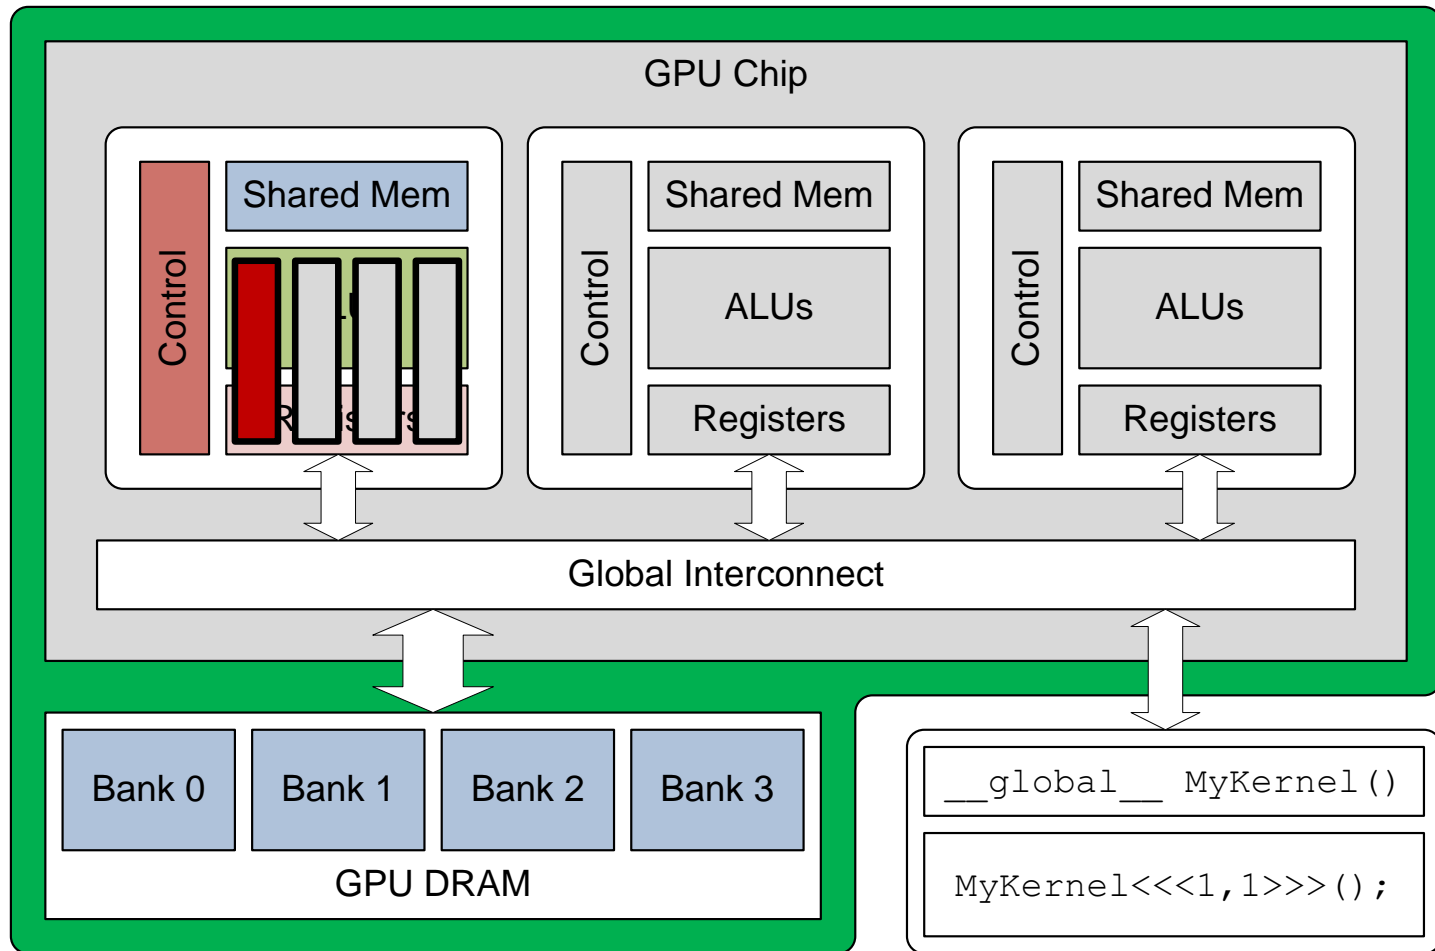 GPU Chip
Control
Shared Mem
Control
Shared Mem
ALUs
Registers
Control
Shared Mem
ALUs
Registers
Global Interconnect
Bank 0
Bank 1
Bank 2
Bank 3
GPU DRAM
__global__ MyKernel()
MyKernel<<<1,1>>>();